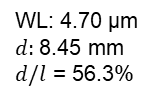 WL: 4.70 µm
d: 8.45 mm
d/l = 56.3%